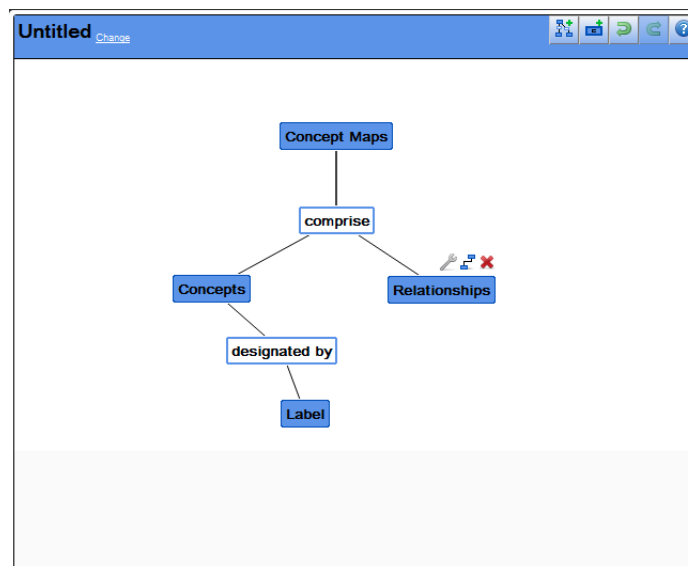 Untitled Change
Concept Maps
comprise
Concepts
Relationships
designated by
Label